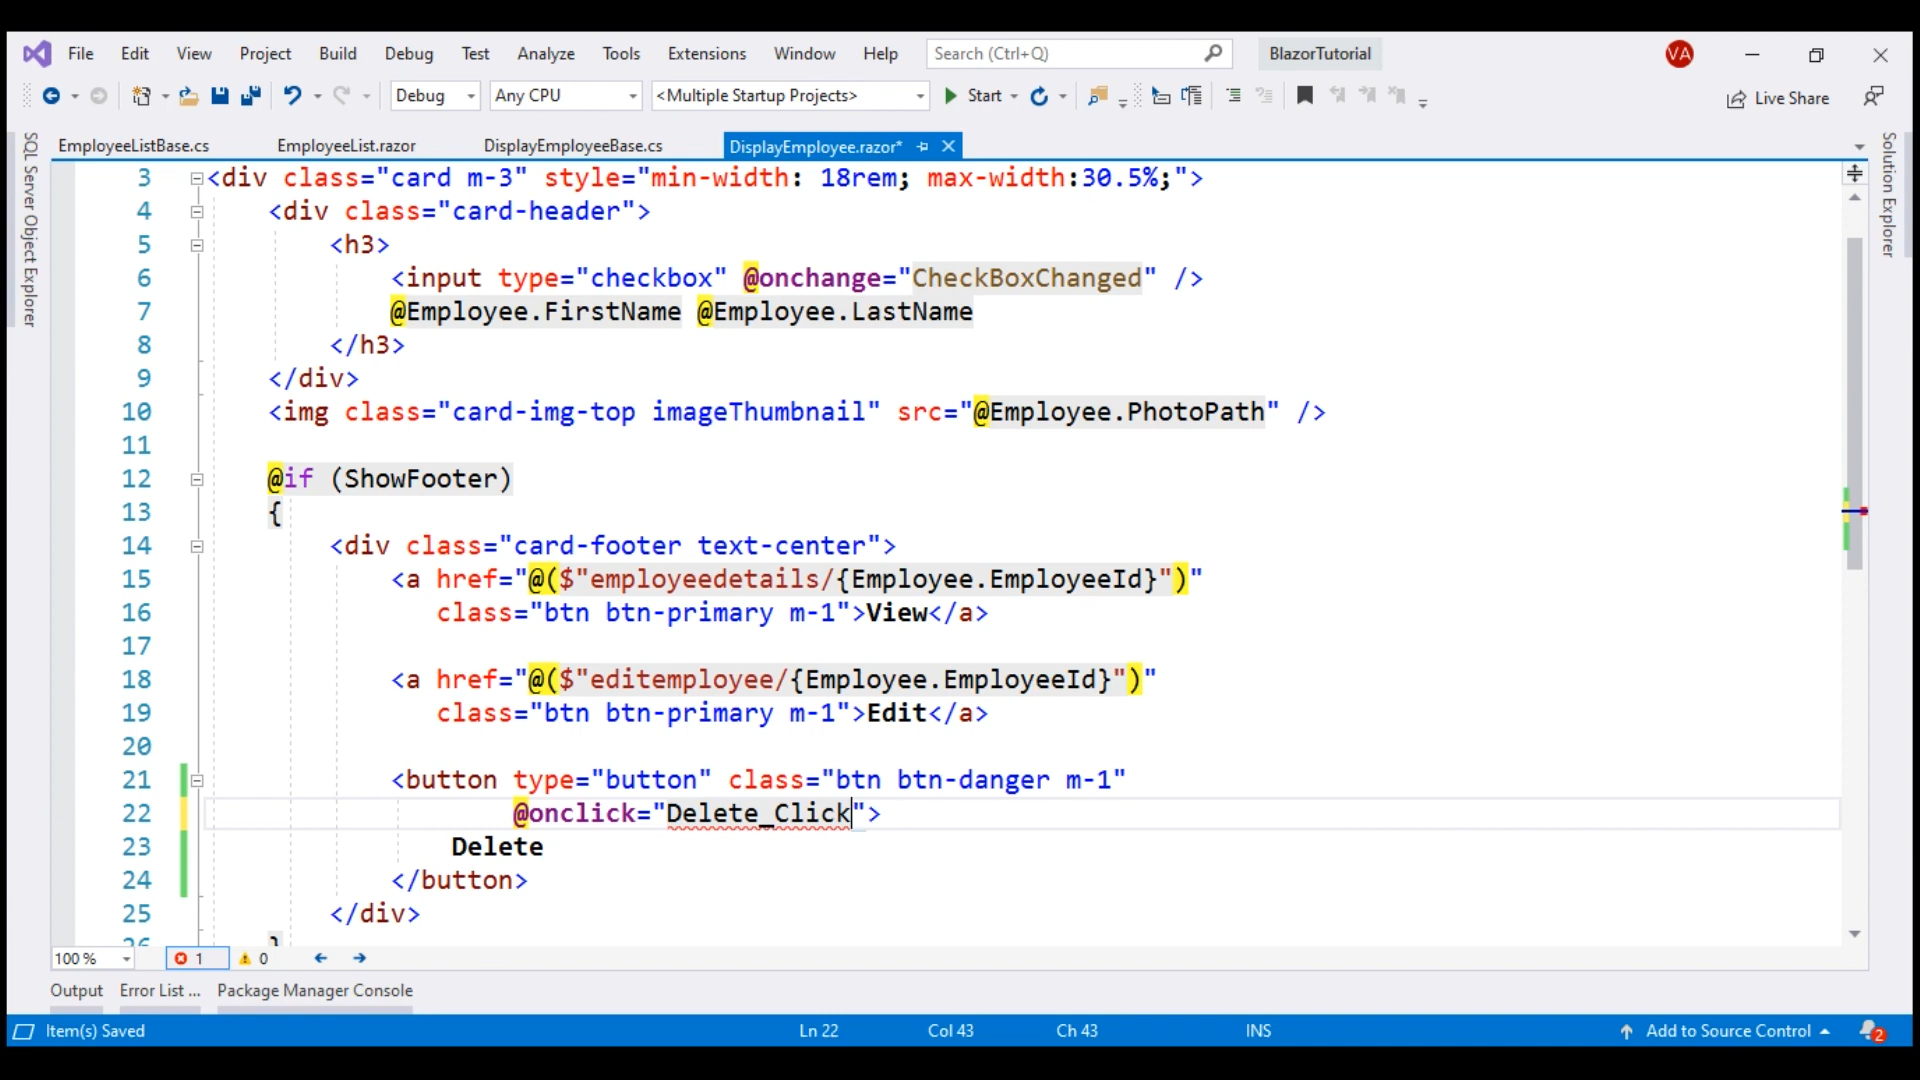 File Edit View Project Build Debug Test Analyze Tools Extensions Window Help Search (Ctrl+Q) BlazorTutorial VA
Debug Any CPU <Multiple Startup Projects> Start Live Share
SQL Server Object Explorer
Solution Explorer
EmployeeListBase.cs EmployeeList.razor DisplayEmployeeBase.cs DisplayEmployee.razor*
3 <div class="card m-3" style="min-width: 18rem; max-width:30.5%;">
4 <div class="card-header">
5 <h3>
6 <input type="checkbox" @onchange="CheckBoxChanged" />
7 @Employee.FirstName @Employee.LastName
8 </h3>
9 </div>
10 <img class="card-img-top imageThumbnail" src="@Employee.PhotoPath" />
11
12 @if (ShowFooter)
13 {
14 <div class="card-footer text-center">
15 <a href="@($"employeedetails/{Employee.EmployeeId}")"
16 class="btn btn-primary m-1">View</a>
17
18 <a href="@($"editemployee/{Employee.EmployeeId}")"
19 class="btn btn-primary m-1">Edit</a>
20
21 <button type="button" class="btn btn-danger m-1"
22 @onclick="Delete_Click">
23 Delete
24 </button>
25 </div>
26 }
100 % 1 0
Output Error List ... Package Manager Console
Item(s) Saved Ln 22 Col 43 Ch 43 INS Add to Source Control 2